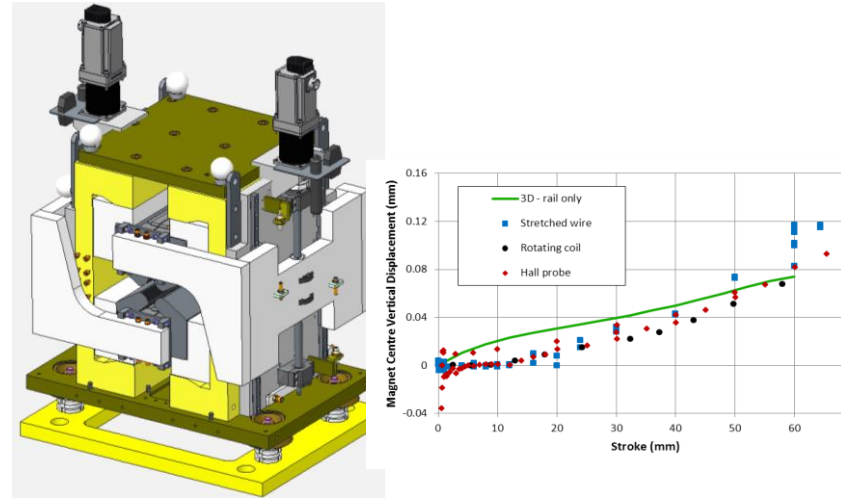 0.16
0.12
0.08
0.04
0
-0.04
Magnet Centre Vertical Displacement (mm)
3D - rail only
Stretched wire
Rotating coil
Hall probe
0 10 20 30 40 50 60
Stroke (mm)